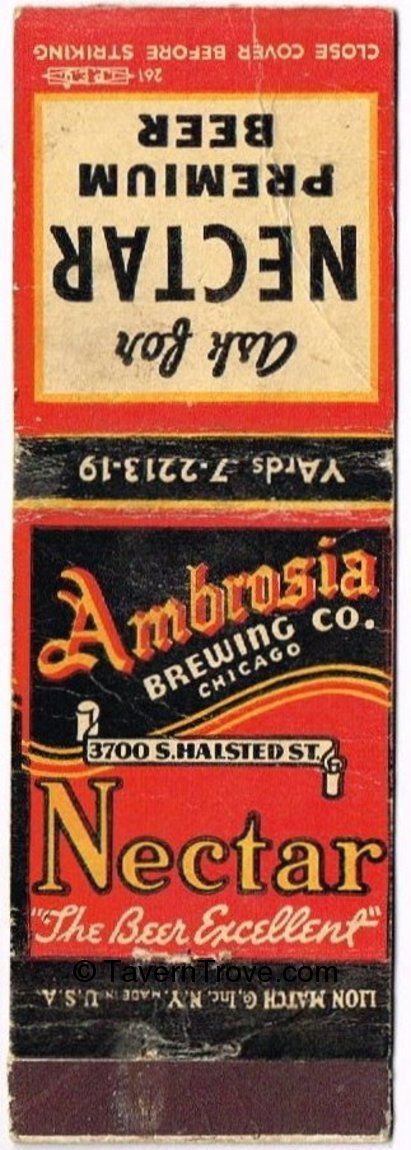 CLOSE COVER BEFORE STRIKING
261
ask for
NECTAR
PREMIUM
BEER
YArds 7-2213-19
Ambrosia
BREWING CO.
CHICAGO
3700 S. HALSTED ST.
Nectar
"The Beer Excellent"
© TavernTrove.com
LION MATCH Co, Inc., N.Y. MADE IN U.S.A.